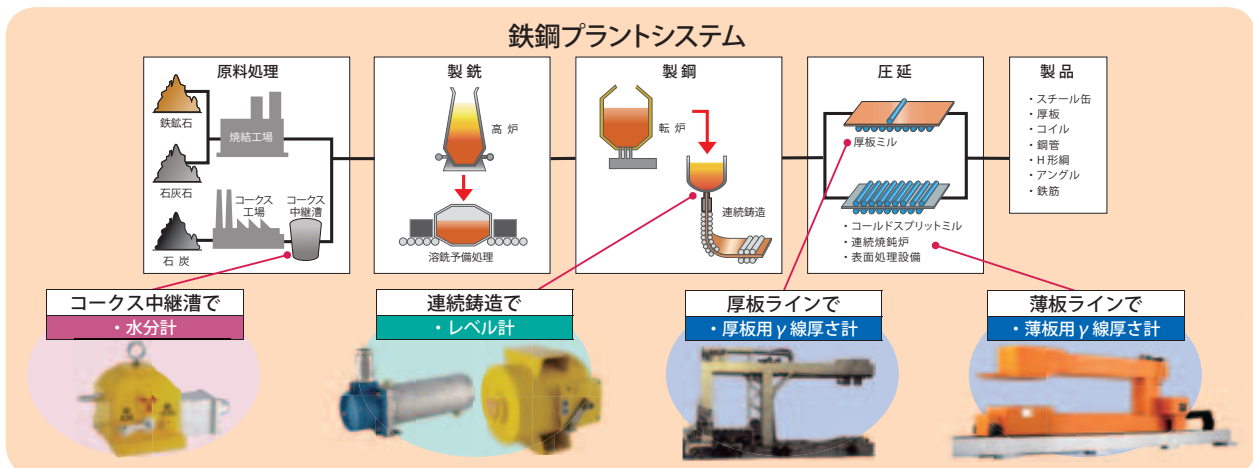 鉄鋼プラントシステム
原料処理
鉄鉱石
焼結工場
石灰石
コークス
工場
コークス
中継漕
石 炭
製 銑
高 炉
溶銑予備処理
製 鋼
転 炉
連続鋳造
圧 延
厚板ミル
・コールドスプリットミル
・連続焼鈍炉
・表面処理設備
製 品
・スチール缶
・厚板
・コイル
・鋼管
・H形綱
・アングル
・鉄筋
コークス中継漕で
・水分計
連続鋳造で
・レベル計
厚板ラインで
・厚板用γ線厚さ計
薄板ラインで
・薄板用γ線厚さ計